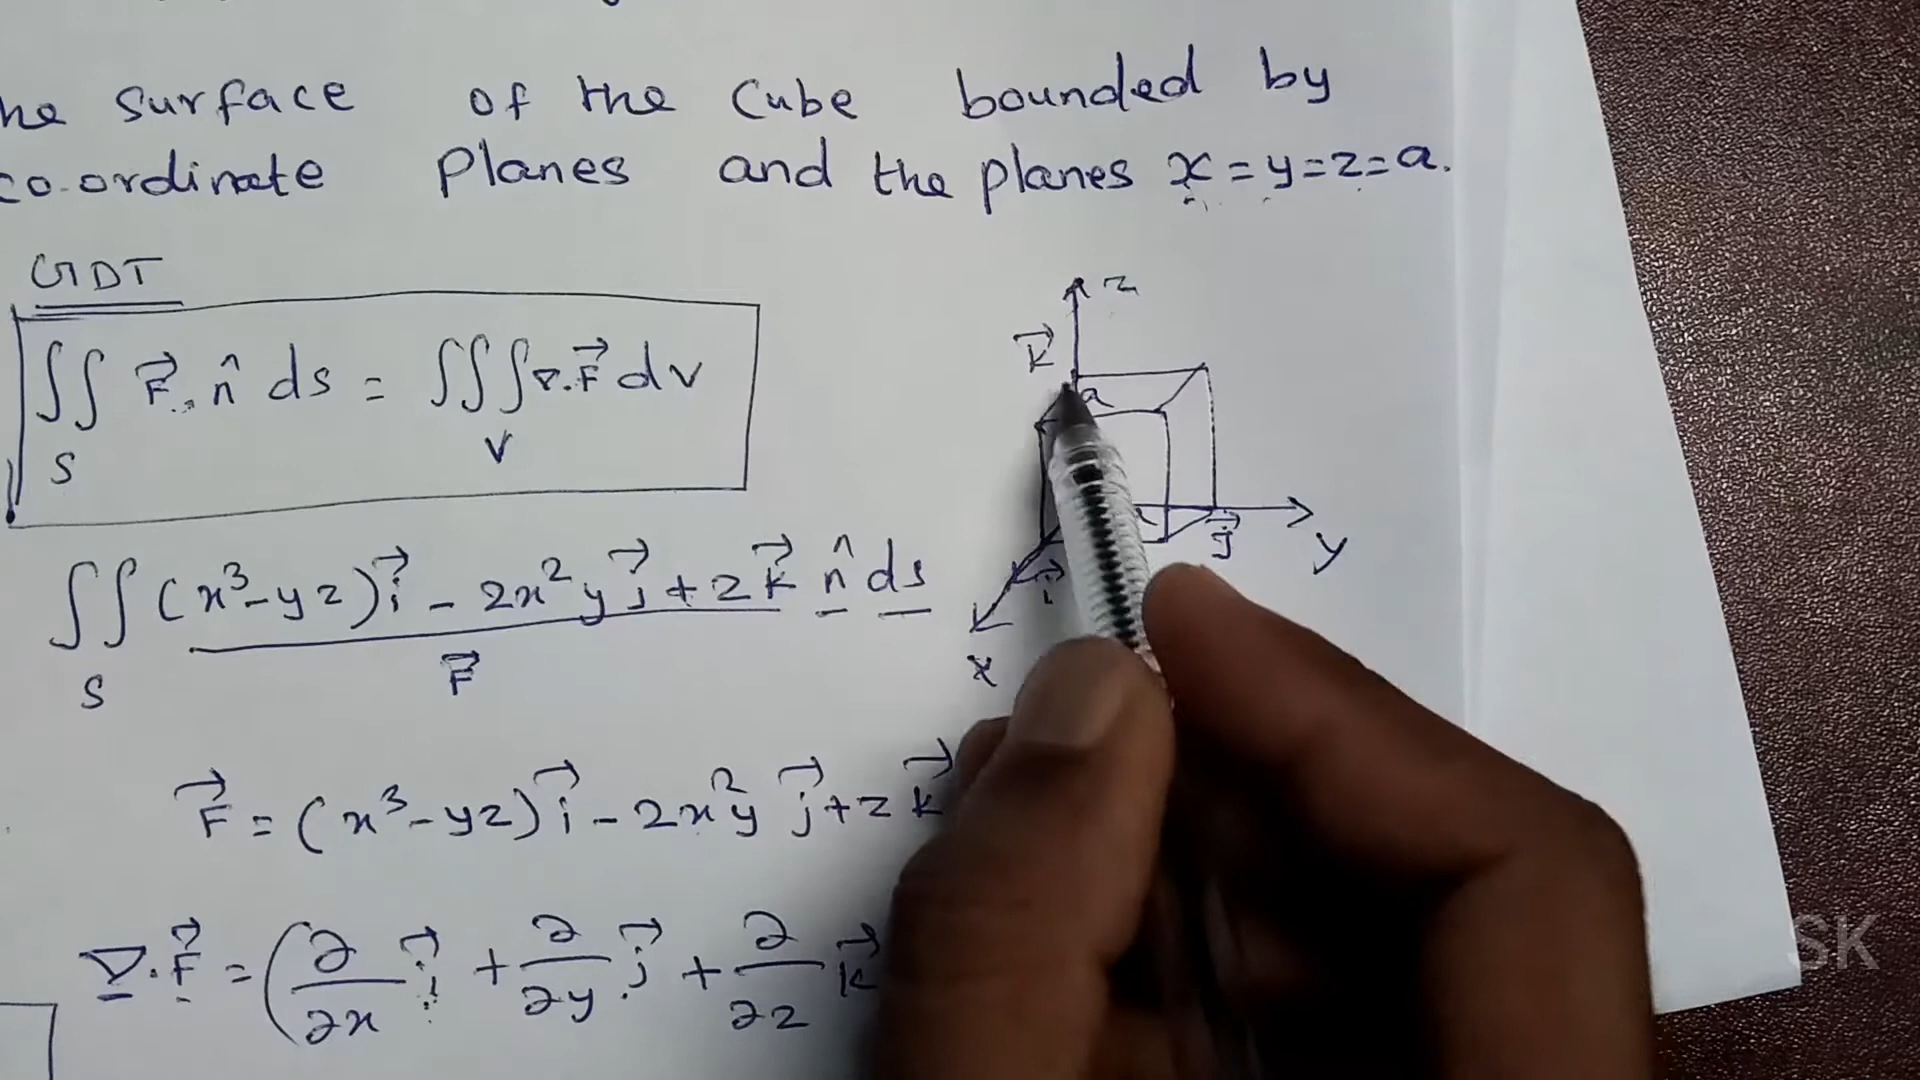 he surface of the Cube bounded by
co-ordinate Planes and the planes x = y = z = a.
GDT
∬ F⃗ . n̂ ds = ∭ ∇.F⃗ dv
S V
∬ (x³-yz) i⃗ - 2x²y j⃗ + z k⃗ n̂ ds
S F⃗
z
k⃗
a
j⃗
y
i⃗
x
F⃗ = (x³-yz) i⃗ - 2x²y j⃗ + z k⃗
∇.F⃗ = (∂/∂x i⃗ + ∂/∂y j⃗ + ∂/∂z k⃗
SK